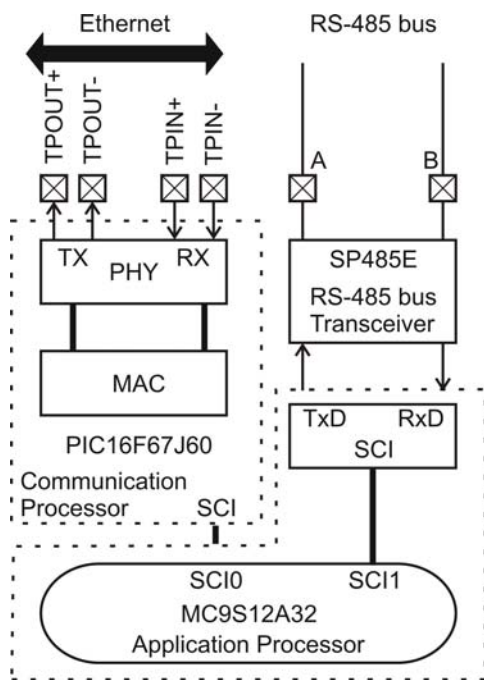 Ethernet
RS-485 bus
TPOUT+
TPOUT-
TPIN+
TPIN-
A
B
TX
PHY
RX
SP485E
RS-485 bus
Transceiver
MAC
PIC16F67J60
TxD
RxD
SCI
Communication
Processor
SCI
SCI0
SCI1
MC9S12A32
Application Processor